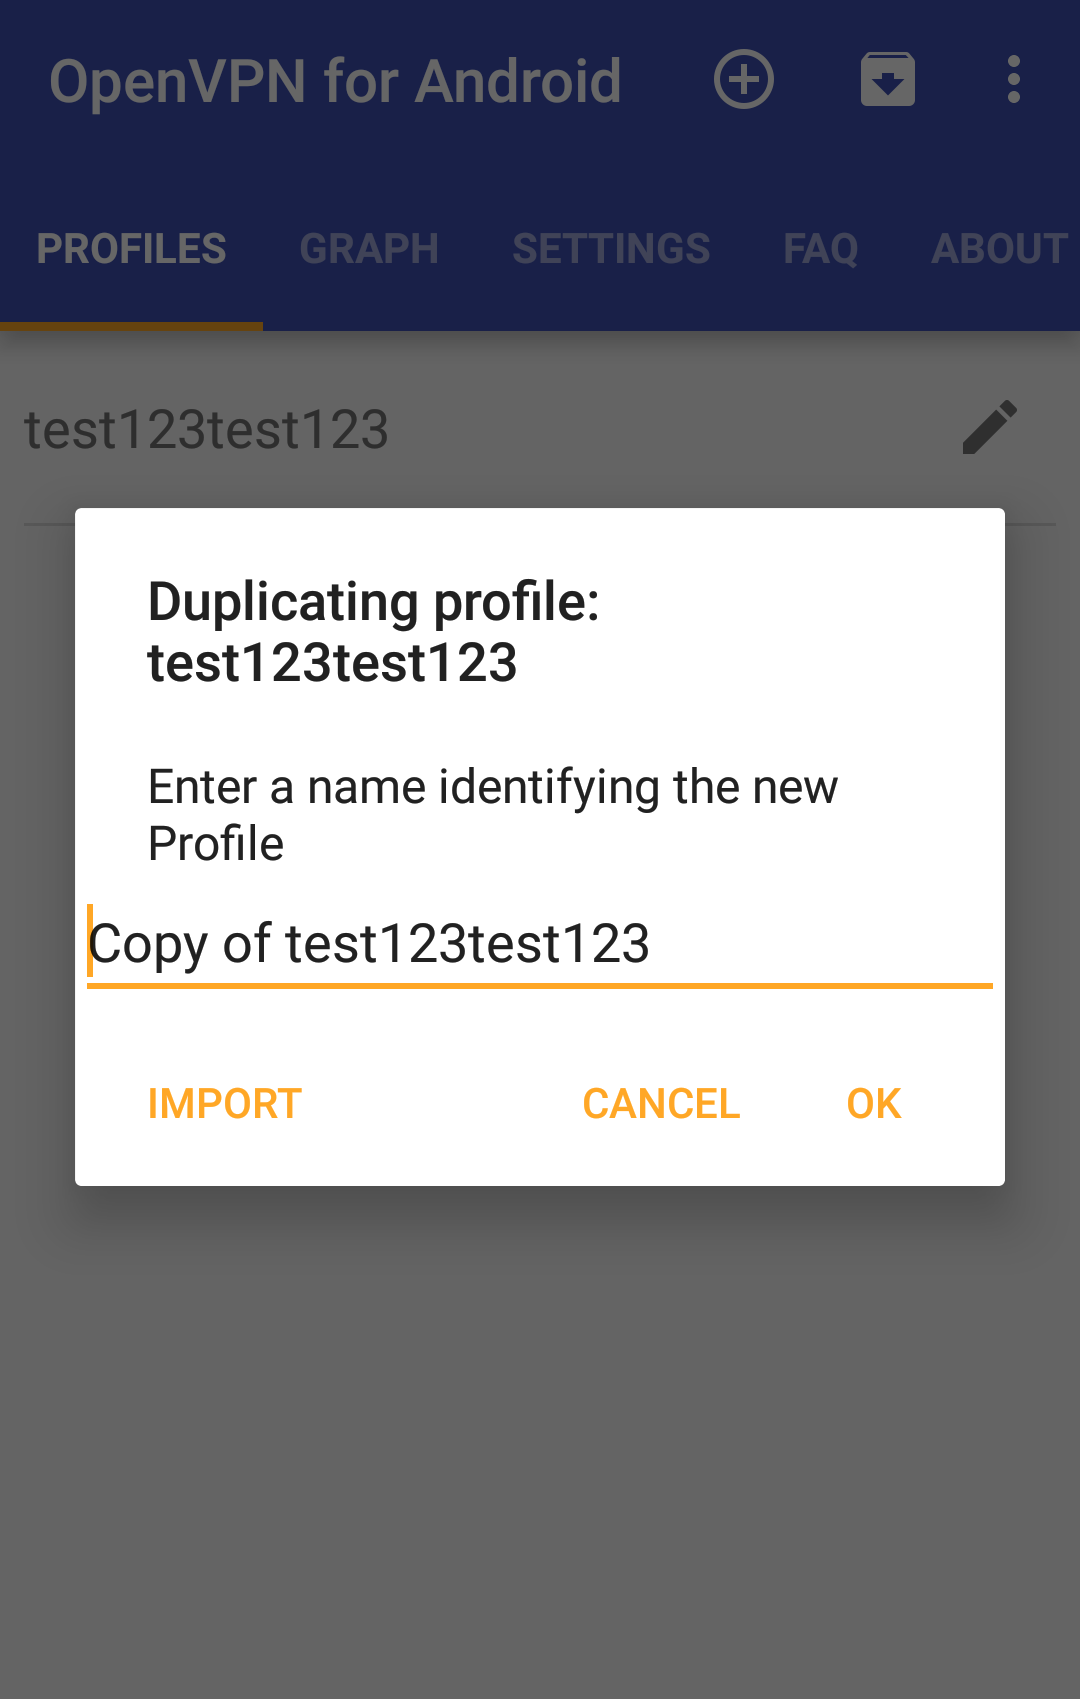 OpenVPN for Android
PROFILES GRAPH SETTINGS FAQ ABOUT
test123test123
Duplicating profile:
test123test123
Enter a name identifying the new
Profile
Copy of test123test123
IMPORT CANCEL OK